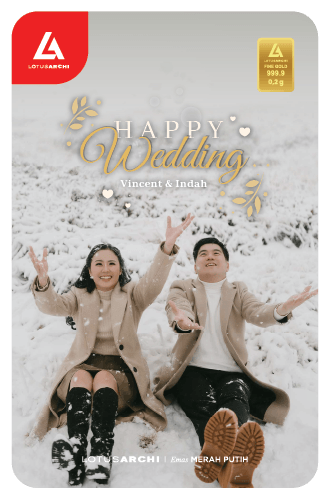 LOTUSARCHI
LOTUSARCHI
FINE GOLD
999.9
0,2 g
HAPPY
Wedding
Vincent & Indah
LOTUSARCHI | Emas MERAH PUTIH